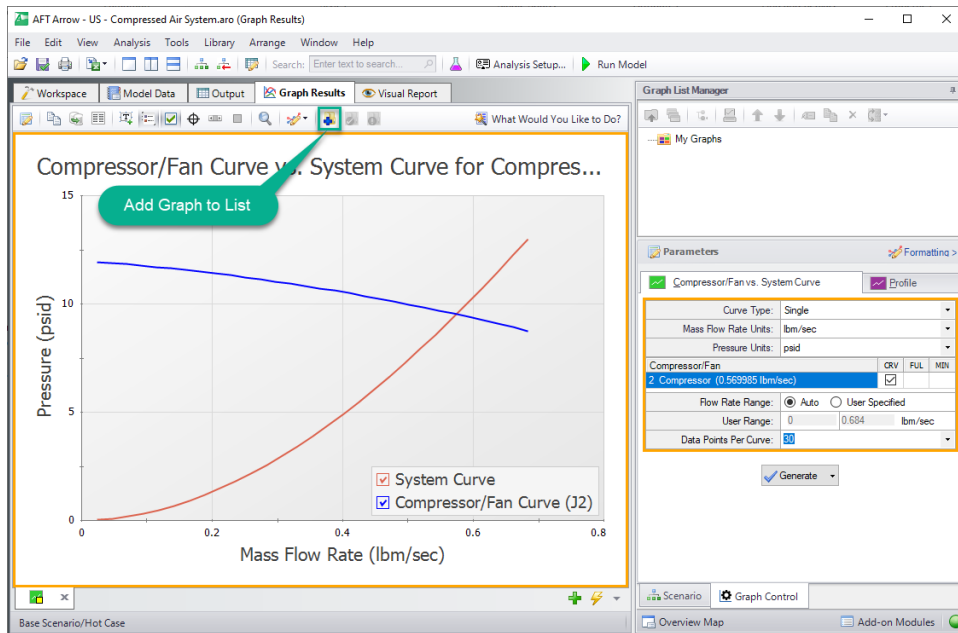 AFT Arrow - US - Compressed Air System.aro (Graph Results)
File Edit View Analysis Tools Library Arrange Window Help
Search: Enter text to search... Analysis Setup... Run Model
Workspace Model Data Output Graph Results Visual Report
What Would You Like to Do?
Compressor/Fan Curve vs. System Curve for Compres...
Add Graph to List
15
10
5
0
Pressure (psid)
System Curve
Compressor/Fan Curve (J2)
0 0.2 0.4 0.6 0.8
Mass Flow Rate (lbm/sec)
Base Scenario/Hot Case
Graph List Manager
My Graphs
Parameters Formatting >
Compressor/Fan vs. System Curve Profile
Curve Type: Single
Mass Flow Rate Units: lbm/sec
Pressure Units: psid
Compressor/Fan CRV FUL MIN
2 Compressor (0.569985 lbm/sec)
Flow Rate Range: Auto User Specified
User Range: 0 0.684 lbm/sec
Data Points Per Curve: 30
Generate
Scenario Graph Control
Overview Map Add-on Modules